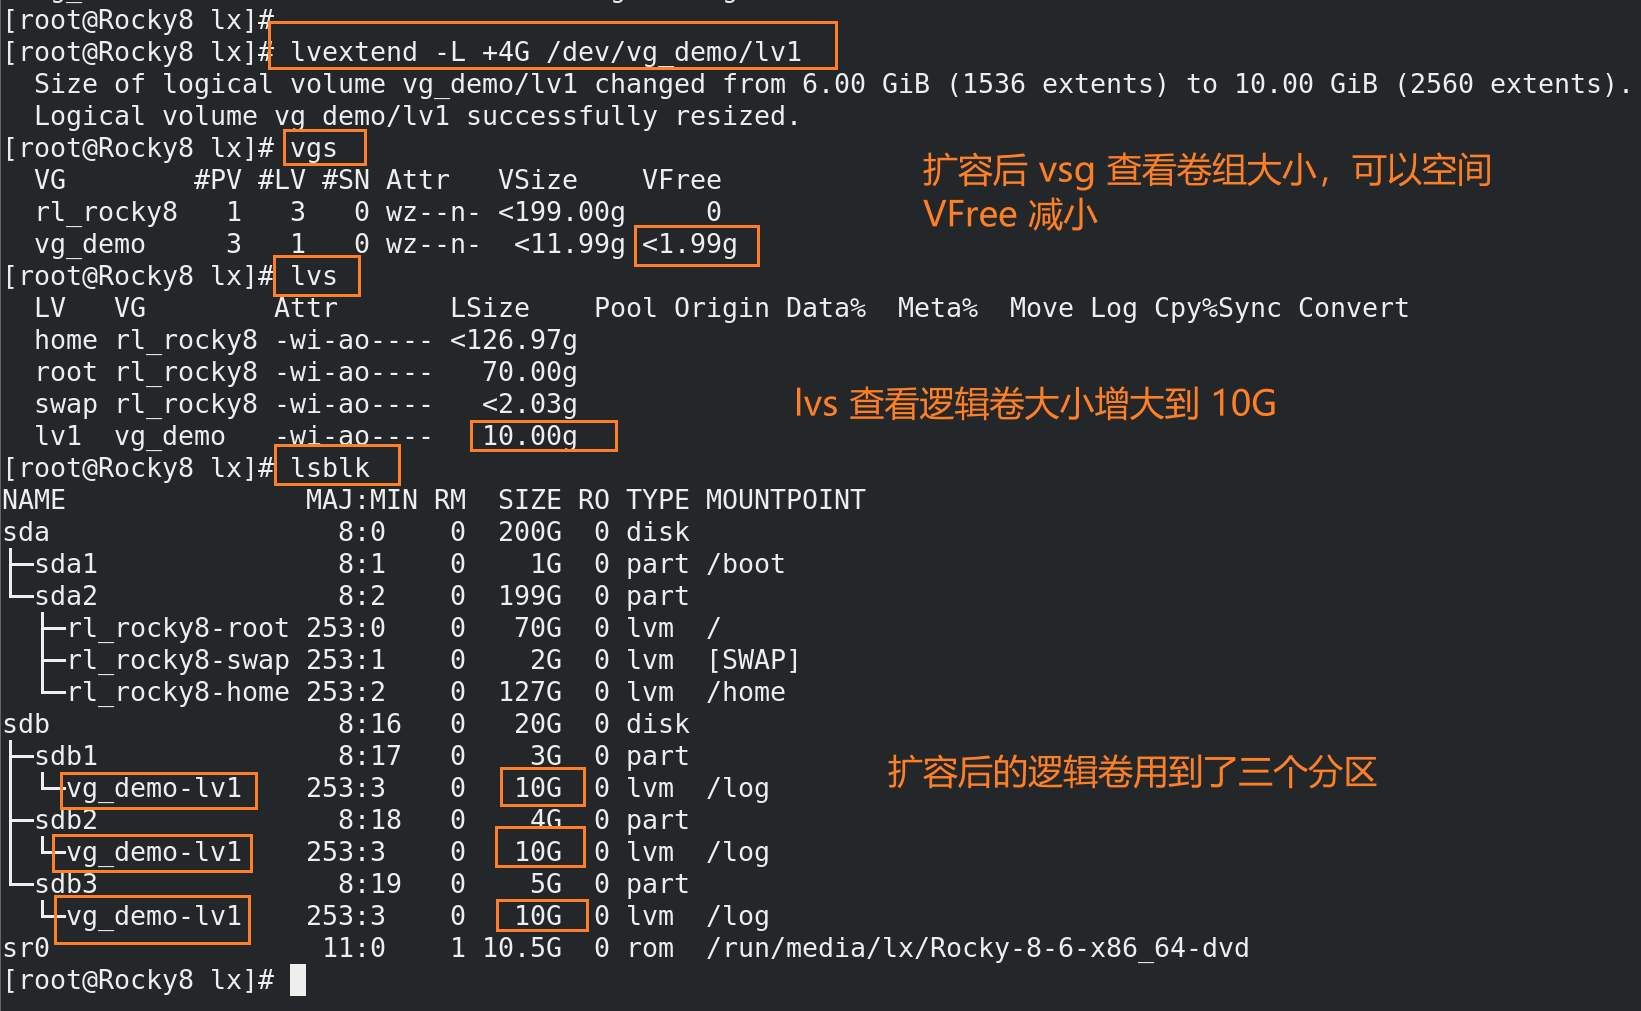 [root@Rocky8 lx]#
[root@Rocky8 lx]# lvextend -L +4G /dev/vg_demo/lv1
  Size of logical volume vg_demo/lv1 changed from 6.00 GiB (1536 extents) to 10.00 GiB (2560 extents).
  Logical volume vg_demo/lv1 successfully resized.
[root@Rocky8 lx]# vgs
  VG        #PV #LV #SN Attr   VSize    VFree
  rl_rocky8   1   3   0 wz--n- <199.00g     0
  vg_demo     3   1   0 wz--n-  <11.99g <1.99g
扩容后 vsg 查看卷组大小，可以空间
VFree 减小
[root@Rocky8 lx]# lvs
  LV   VG        Attr       LSize    Pool Origin Data%  Meta%  Move Log Cpy%Sync Convert
  home rl_rocky8 -wi-ao---- <126.97g
  root rl_rocky8 -wi-ao----   70.00g
  swap rl_rocky8 -wi-ao----   <2.03g
  lv1  vg_demo   -wi-ao----   10.00g
lvs 查看逻辑卷大小增大到 10G
[root@Rocky8 lx]# lsblk
NAME               MAJ:MIN RM  SIZE RO TYPE MOUNTPOINT
sda                  8:0    0  200G  0 disk
├─sda1               8:1    0    1G  0 part /boot
└─sda2               8:2    0  199G  0 part
  ├─rl_rocky8-root 253:0    0   70G  0 lvm  /
  ├─rl_rocky8-swap 253:1    0    2G  0 lvm  [SWAP]
  └─rl_rocky8-home 253:2    0  127G  0 lvm  /home
sdb                  8:16   0   20G  0 disk
├─sdb1               8:17   0    3G  0 part
│ └─vg_demo-lv1    253:3    0   10G  0 lvm  /log
├─sdb2               8:18   0    4G  0 part
│ └─vg_demo-lv1    253:3    0   10G  0 lvm  /log
└─sdb3               8:19   0    5G  0 part
  └─vg_demo-lv1    253:3    0   10G  0 lvm  /log
扩容后的逻辑卷用到了三个分区
sr0                 11:0    1 10.5G  0 rom  /run/media/lx/Rocky-8-6-x86_64-dvd
[root@Rocky8 lx]#